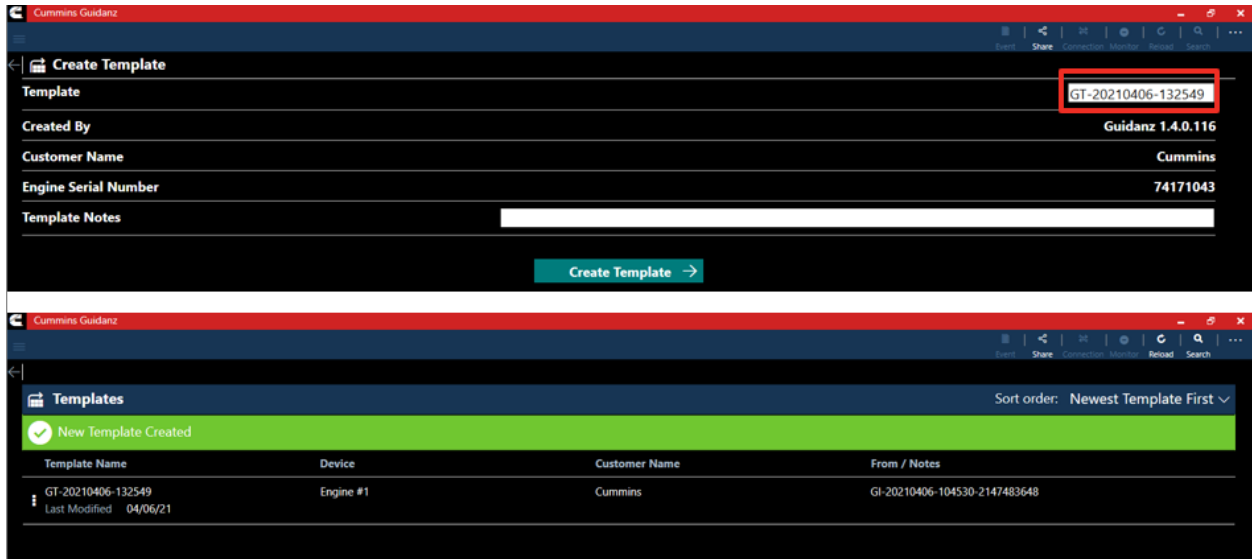 Cummins Guidanz
Event Share Connection Monitor Reload Search
Create Template
Template GT-20210406-132549
Created By Guidanz 1.4.0.116
Customer Name Cummins
Engine Serial Number 74171043
Template Notes
Create Template
Cummins Guidanz
Event Share Connection Monitor Reload Search
Templates Sort order: Newest Template First
New Template Created
Template Name Device Customer Name From / Notes
GT-20210406-132549 Engine #1 Cummins GI-20210406-104530-2147483648
Last Modified 04/06/21